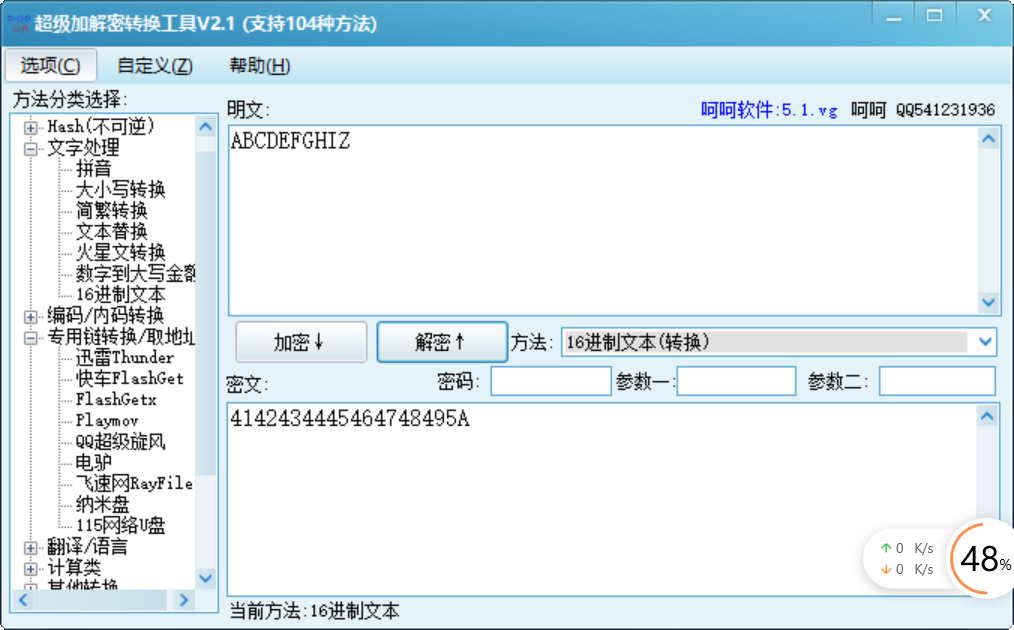 超级加解密转换工具V2.1 (支持104种方法)
选项(C) 自定义(Z) 帮助(H)
方法分类选择:
Hash(不可逆)
文字处理
拼音
大小写转换
简繁转换
文本替换
火星文转换
数字到大写金额
16进制文本
编码/内码转换
专用链转换/取地址
迅雷Thunder
快车FlashGet
FlashGetx
Playmov
QQ超级旋风
电驴
飞速网RayFile
纳米盘
115网络U盘
翻译/语言
计算类
其他转换
明文: 呵呵软件:5.1.vg 呵呵 QQ541231936
ABCDEFGHIZ
加密↓ 解密↑ 方法: 16进制文本(转换)
密文: 密码: 参数一: 参数二:
4142434445464748495A
↑ 0 K/s
↓ 0 K/s
48%
当前方法:16进制文本